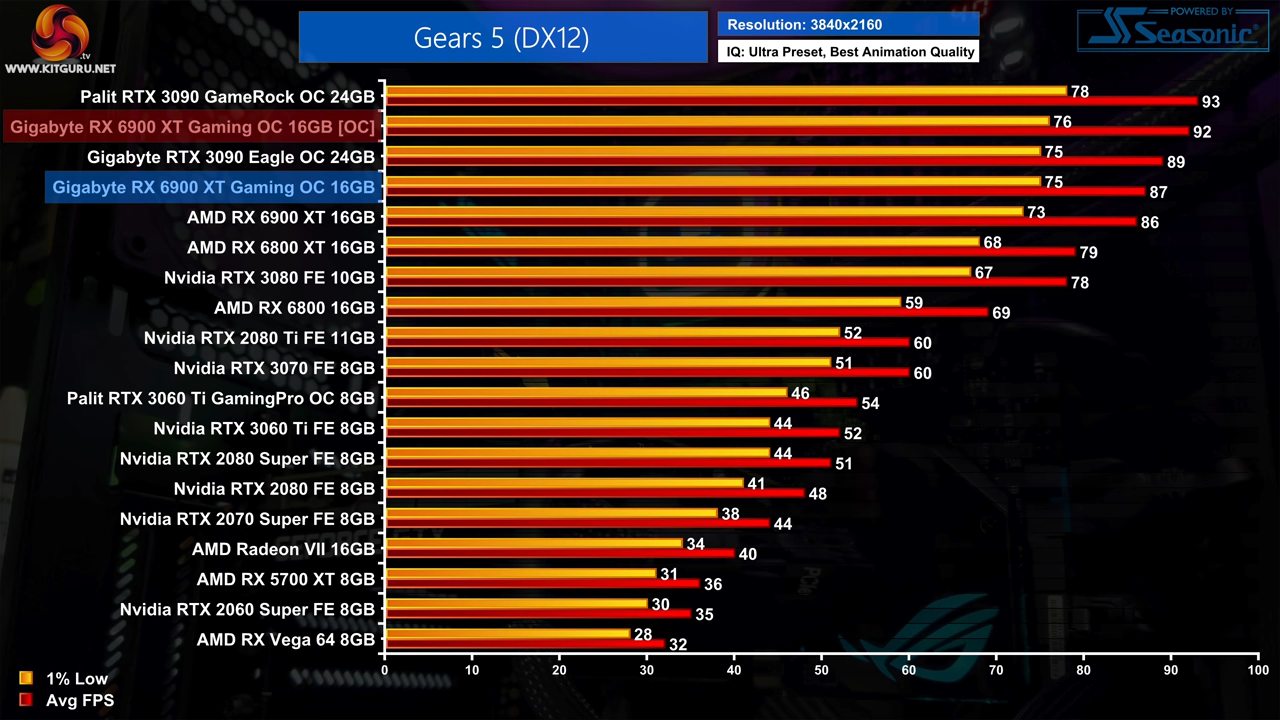 .tv
WWW.KITGURU.NET
Gears 5 (DX12)
Resolution: 3840x2160
IQ: Ultra Preset, Best Animation Quality
POWERED BY
Seasonic
Palit RTX 3090 GameRock OC 24GB 78 93
Gigabyte RX 6900 XT Gaming OC 16GB [OC] 76 92
Gigabyte RTX 3090 Eagle OC 24GB 75 89
Gigabyte RX 6900 XT Gaming OC 16GB 75 87
AMD RX 6900 XT 16GB 73 86
AMD RX 6800 XT 16GB 68 79
Nvidia RTX 3080 FE 10GB 67 78
AMD RX 6800 16GB 59 69
Nvidia RTX 2080 Ti FE 11GB 52 60
Nvidia RTX 3070 FE 8GB 51 60
Palit RTX 3060 Ti GamingPro OC 8GB 46 54
Nvidia RTX 3060 Ti FE 8GB 44 52
Nvidia RTX 2080 Super FE 8GB 44 51
Nvidia RTX 2080 FE 8GB 41 48
Nvidia RTX 2070 Super FE 8GB 38 44
AMD Radeon VII 16GB 34 40
AMD RX 5700 XT 8GB 31 36
Nvidia RTX 2060 Super FE 8GB 30 35
AMD RX Vega 64 8GB 28 32
0 10 20 30 40 50 60 70 80 90 100
1% Low
Avg FPS